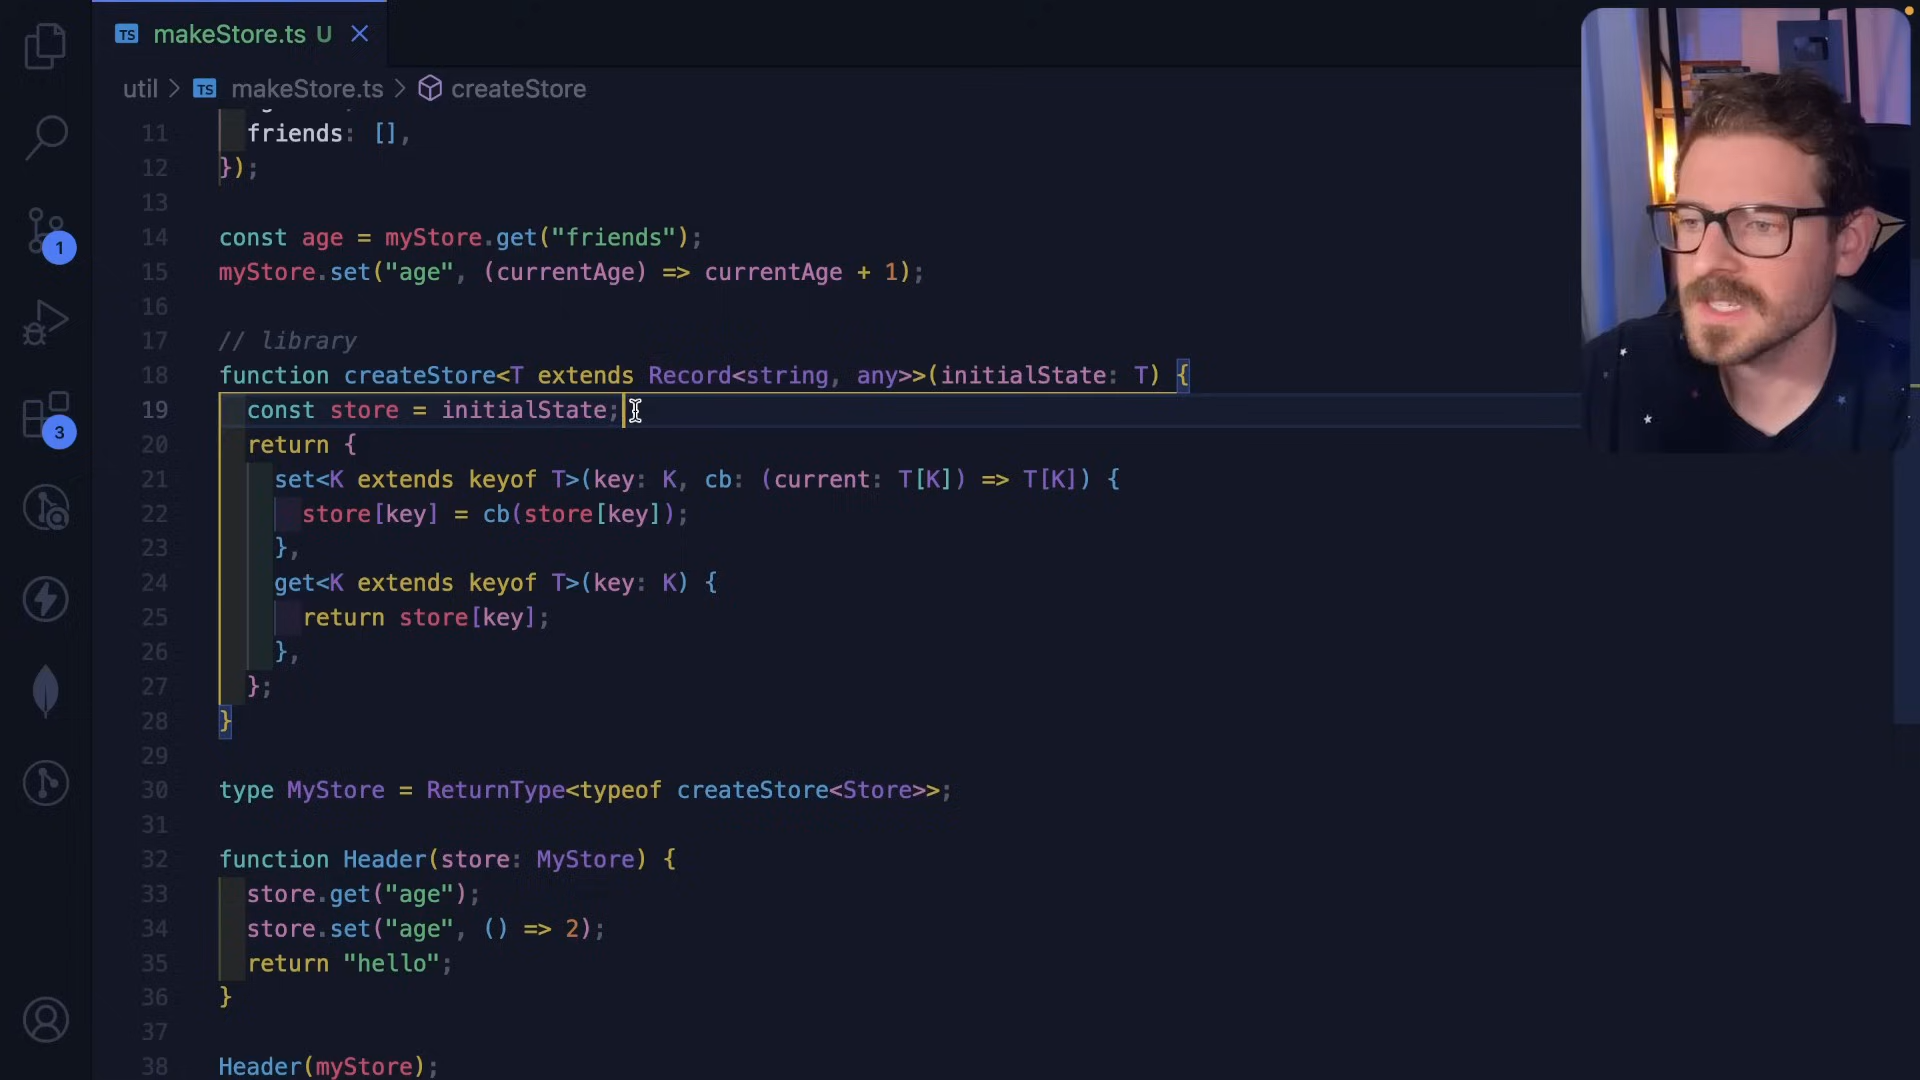 makeStore.ts U
util > makeStore.ts > createStore
11 friends: [],
12 });
13
14 const age = myStore.get("friends");
15 myStore.set("age", (currentAge) => currentAge + 1);
16
17 // library
18 function createStore<T extends Record<string, any>>(initialState: T) {
19 const store = initialState;
20 return {
21 set<K extends keyof T>(key: K, cb: (current: T[K]) => T[K]) {
22 store[key] = cb(store[key]);
23 },
24 get<K extends keyof T>(key: K) {
25 return store[key];
26 },
27 };
28 }
29
30 type MyStore = ReturnType<typeof createStore<Store>>;
31
32 function Header(store: MyStore) {
33 store.get("age");
34 store.set("age", () => 2);
35 return "hello";
36 }
37
38 Header(myStore);
TS
TS
1
3